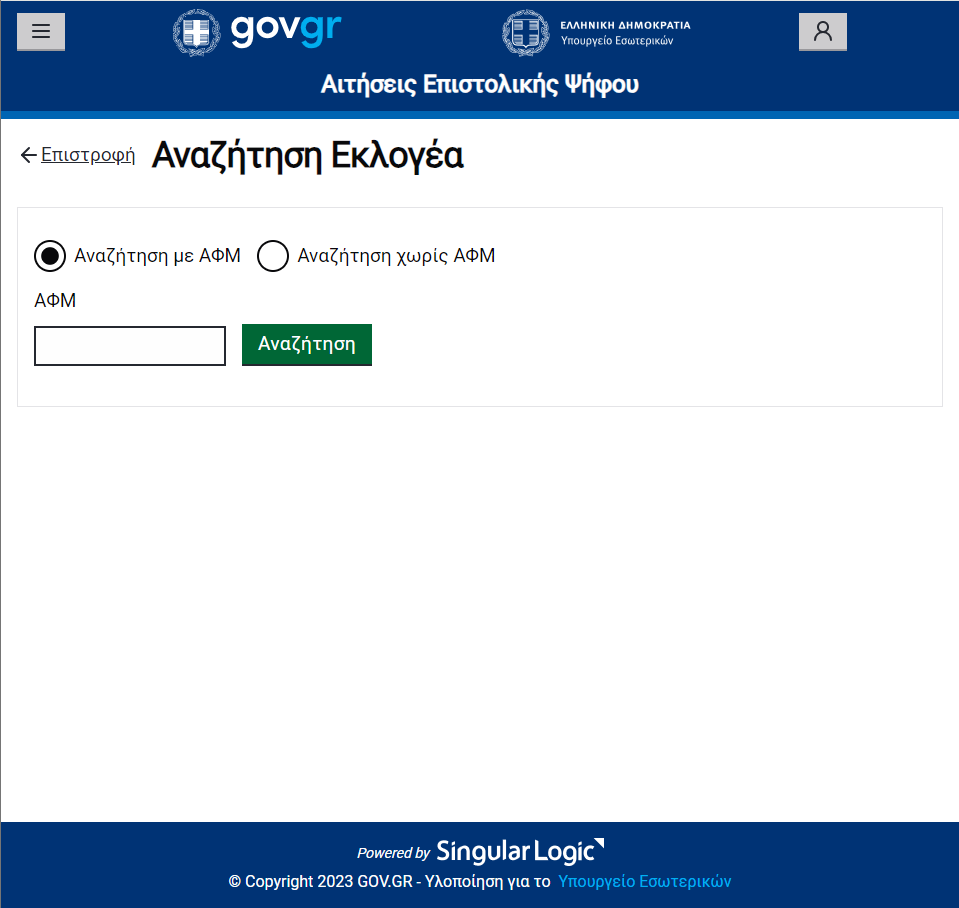 govgr
ΕΛΛΗΝΙΚΗ ΔΗΜΟΚΡΑΤΙΑ
Υπουργείο Εσωτερικών
Αιτήσεις Επιστολικής Ψήφου
Επιστροφή Αναζήτηση Εκλογέα
Αναζήτηση με ΑΦΜ Αναζήτηση χωρίς ΑΦΜ
ΑΦΜ
Αναζήτηση
Powered by SingularLogic
© Copyright 2023 GOV.GR - Υλοποίηση για το Υπουργείο Εσωτερικών